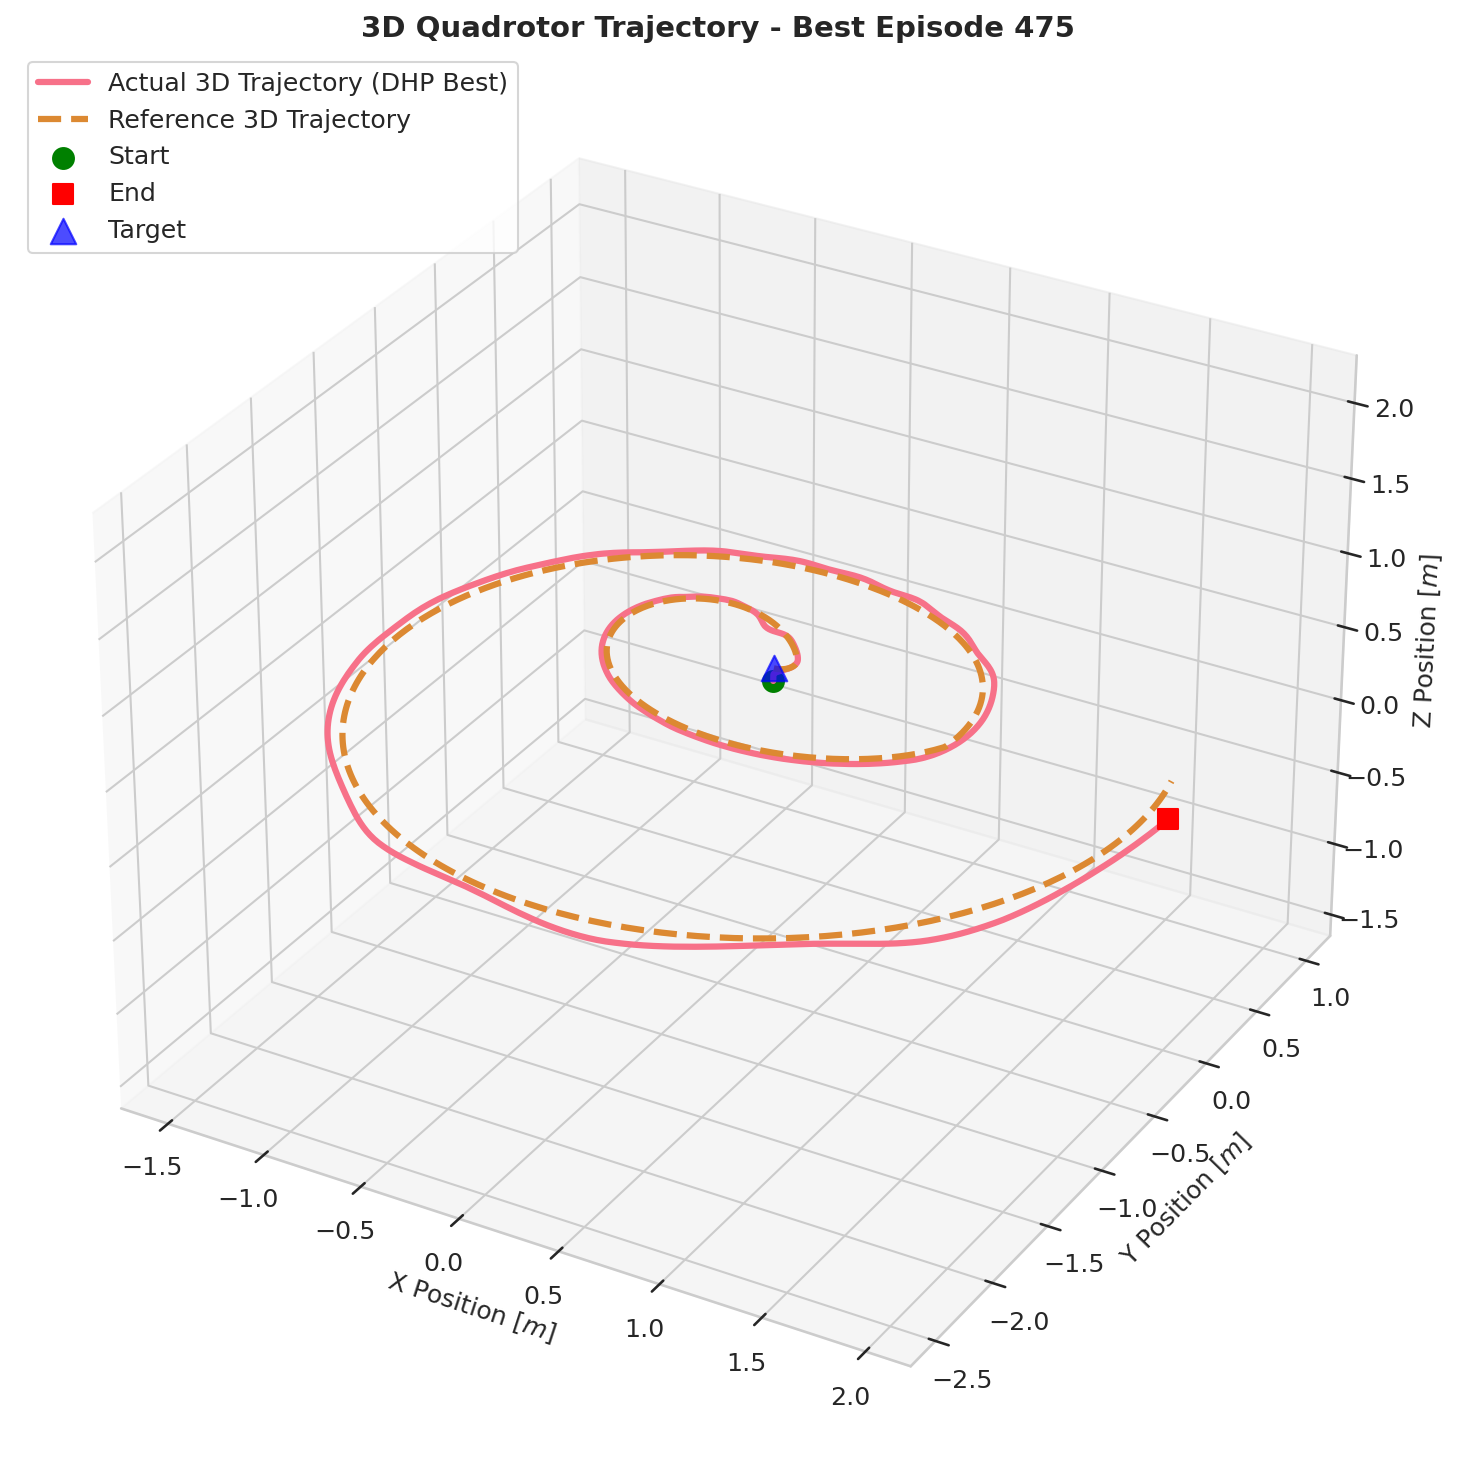 3D Quadrotor Trajectory - Best Episode 475
Actual 3D Trajectory (DHP Best)
Reference 3D Trajectory
Start
End
Target
2.0
1.5
1.0
0.5
0.0
−0.5
−1.0
−1.5
Z Position [m]
1.0
0.5
0.0
−0.5
−1.0
−1.5
−2.0
−2.5
Y Position [m]
−1.5
−1.0
−0.5
0.0
0.5
1.0
1.5
2.0
X Position [m]